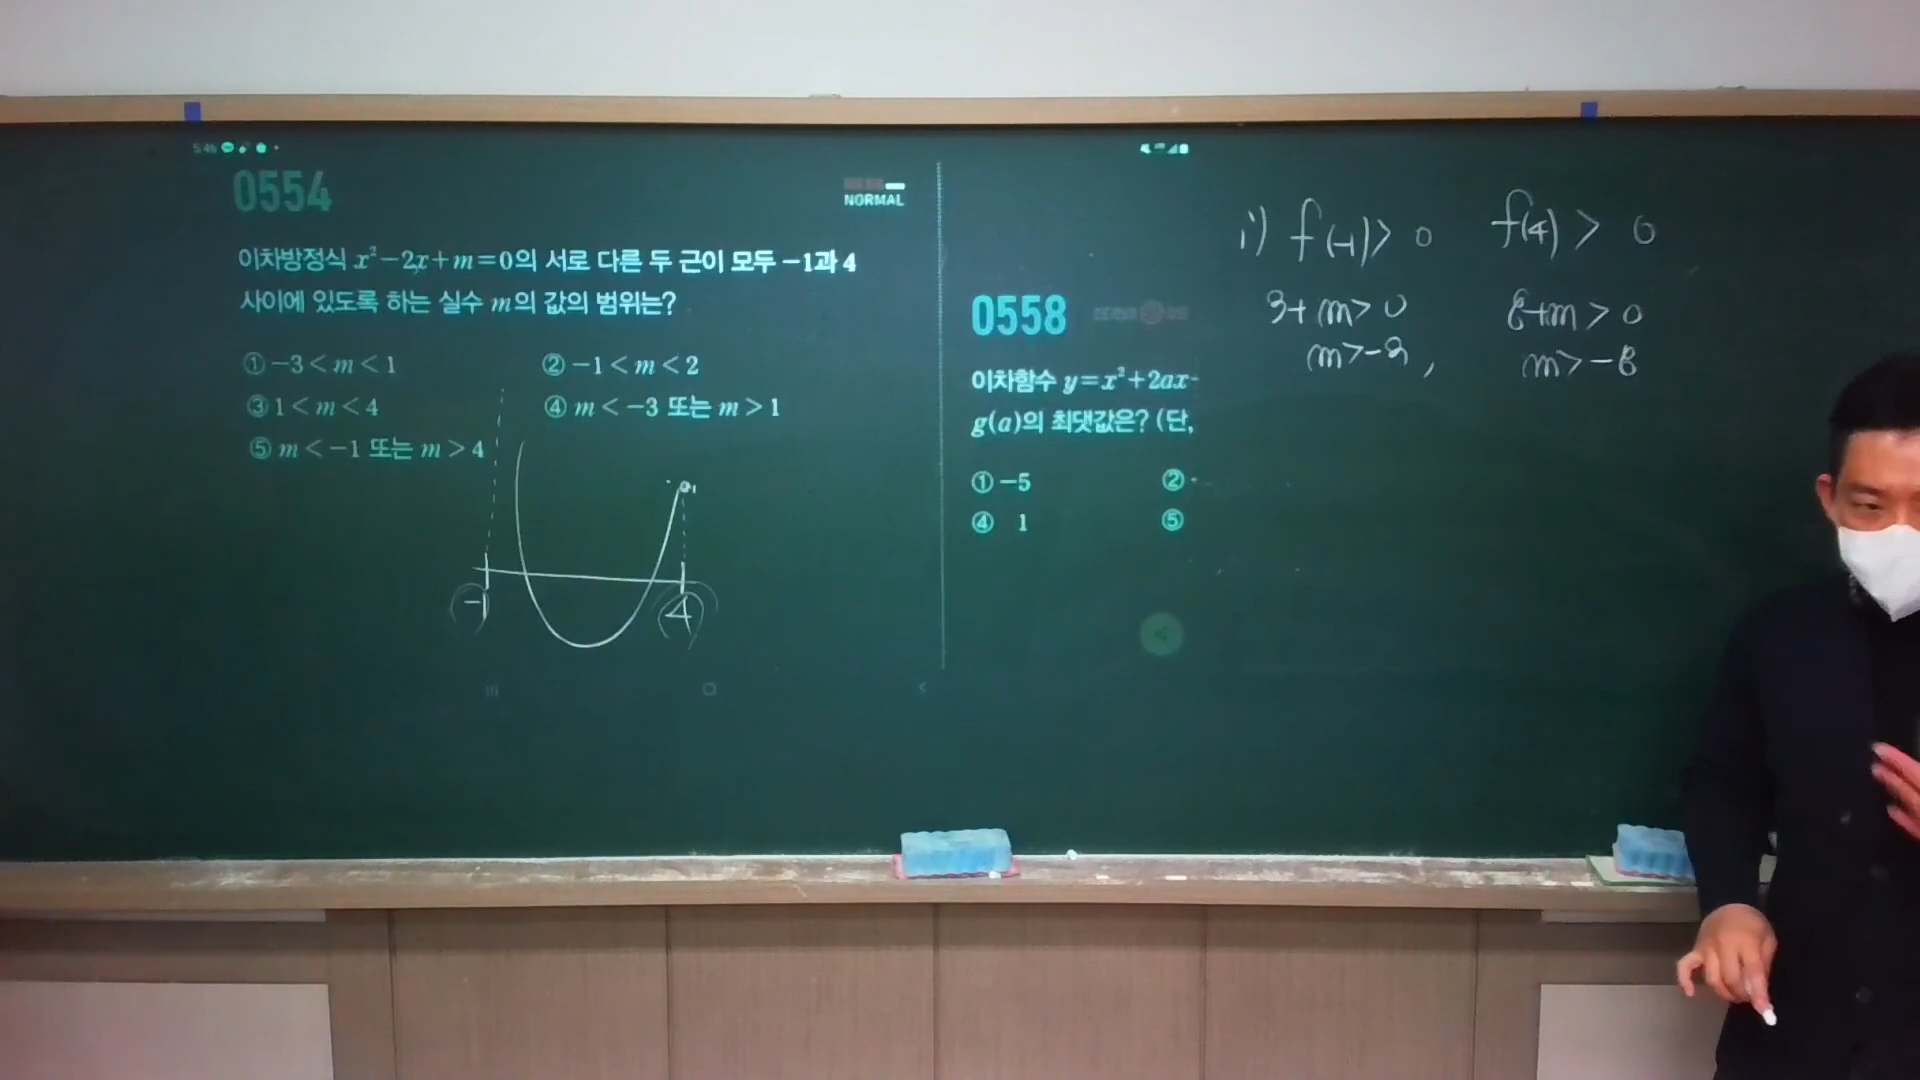 5:46
0554
NORMAL
이차방정식 x²-2x+m=0의 서로 다른 두 근이 모두 -1과 4
사이에 있도록 하는 실수 m의 값의 범위는?
① -3<m<1 ② -1<m<2
③ 1<m<4 ④ m<-3 또는 m>1
⑤ m<-1 또는 m>4
-1 4
0558
이차함수 y=x²+2ax-
g(a)의 최댓값은? (단,
① -5 ②
④ 1 ⑤
i) f(-1)>0 f(4)>0
3+m>0 8+m>0
m>-3, m>-8